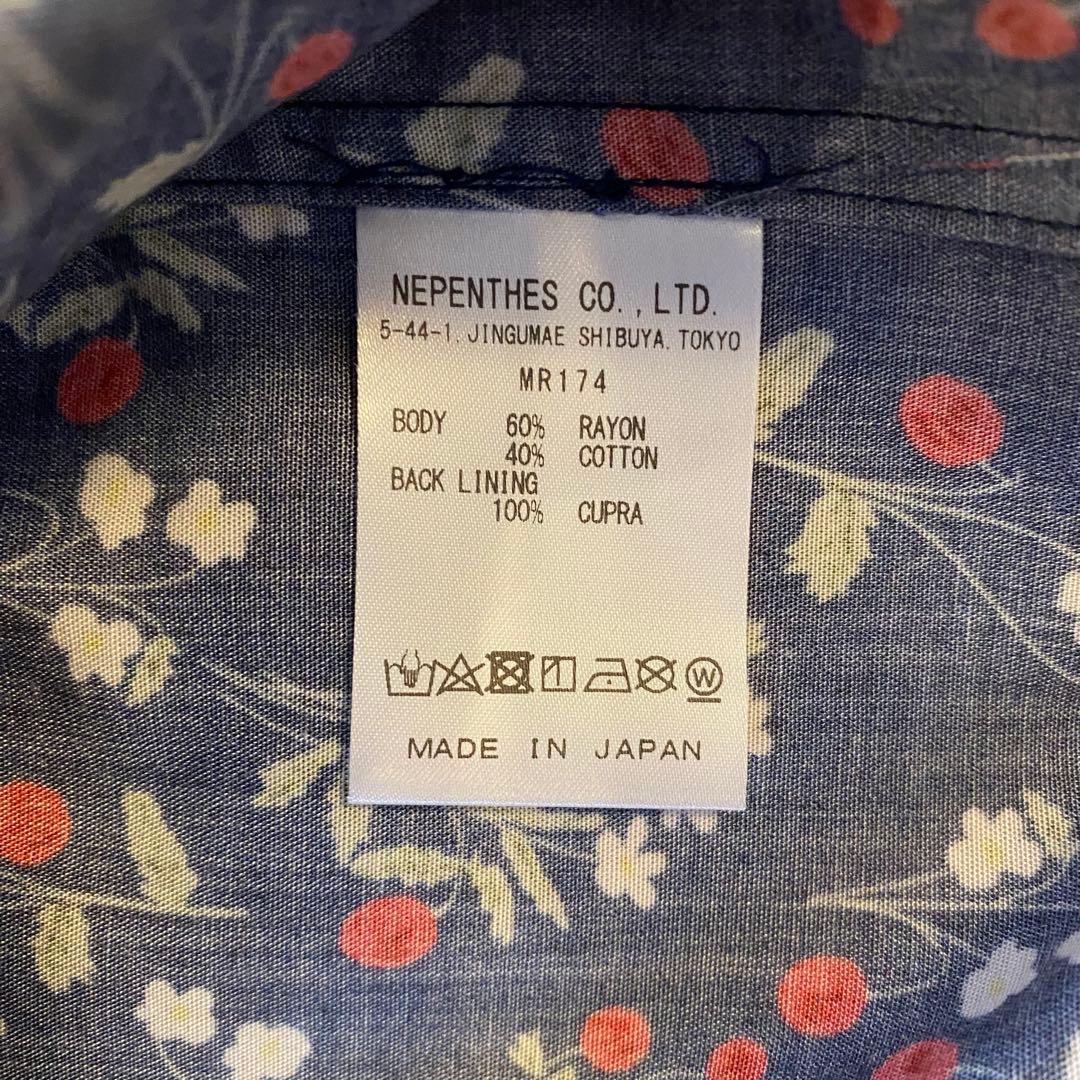 NEPENTHES CO.,LTD.
5-44-1.JINGUMAE SHIBUYA.TOKYO
MR174
BODY 60% RAYON
40% COTTON
BACK LINING
100% CUPRA
W
MADE IN JAPAN